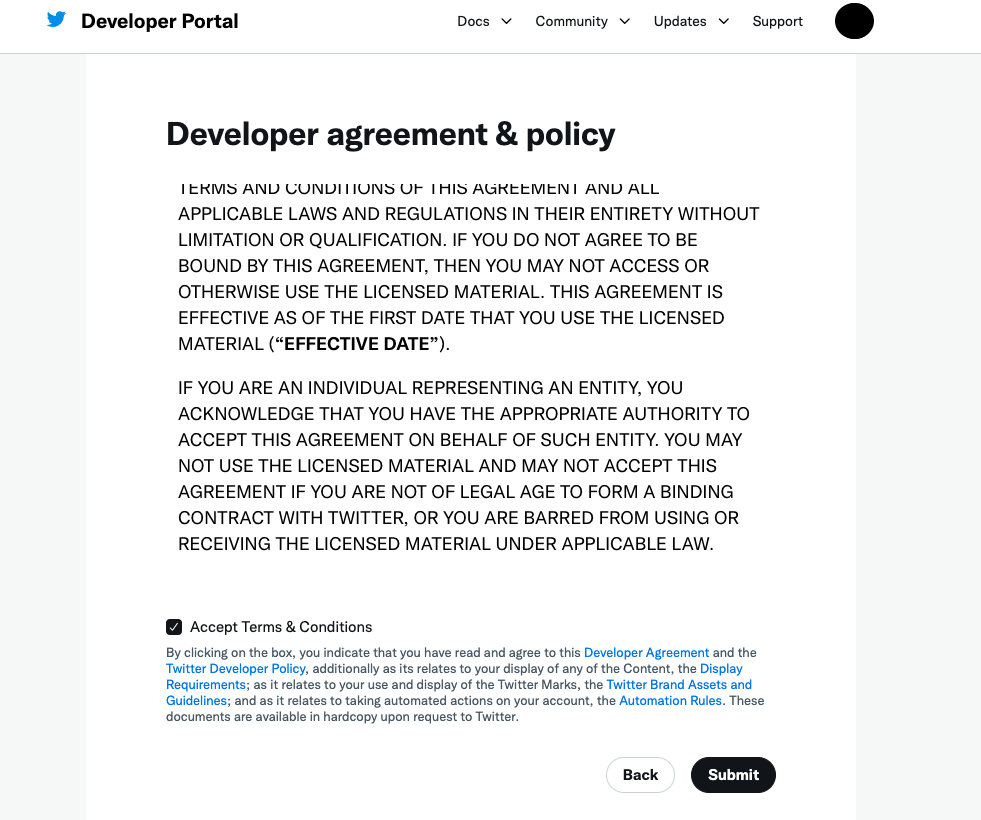 Developer Portal
Docs
Community
Updates
Support
Developer agreement & policy
TERMS AND CONDITIONS OF THIS AGREEMENT AND ALL
APPLICABLE LAWS AND REGULATIONS IN THEIR ENTIRETY WITHOUT
LIMITATION OR QUALIFICATION. IF YOU DO NOT AGREE TO BE
BOUND BY THIS AGREEMENT, THEN YOU MAY NOT ACCESS OR
OTHERWISE USE THE LICENSED MATERIAL. THIS AGREEMENT IS
EFFECTIVE AS OF THE FIRST DATE THAT YOU USE THE LICENSED
MATERIAL (“EFFECTIVE DATE”).
IF YOU ARE AN INDIVIDUAL REPRESENTING AN ENTITY, YOU
ACKNOWLEDGE THAT YOU HAVE THE APPROPRIATE AUTHORITY TO
ACCEPT THIS AGREEMENT ON BEHALF OF SUCH ENTITY. YOU MAY
NOT USE THE LICENSED MATERIAL AND MAY NOT ACCEPT THIS
AGREEMENT IF YOU ARE NOT OF LEGAL AGE TO FORM A BINDING
CONTRACT WITH TWITTER, OR YOU ARE BARRED FROM USING OR
RECEIVING THE LICENSED MATERIAL UNDER APPLICABLE LAW.
Accept Terms & Conditions
By clicking on the box, you indicate that you have read and agree to this Developer Agreement and the
Twitter Developer Policy, additionally as its relates to your display of any of the Content, the Display
Requirements; as it relates to your use and display of the Twitter Marks, the Twitter Brand Assets and
Guidelines; and as it relates to taking automated actions on your account, the Automation Rules. These
documents are available in hardcopy upon request to Twitter.
Back
Submit